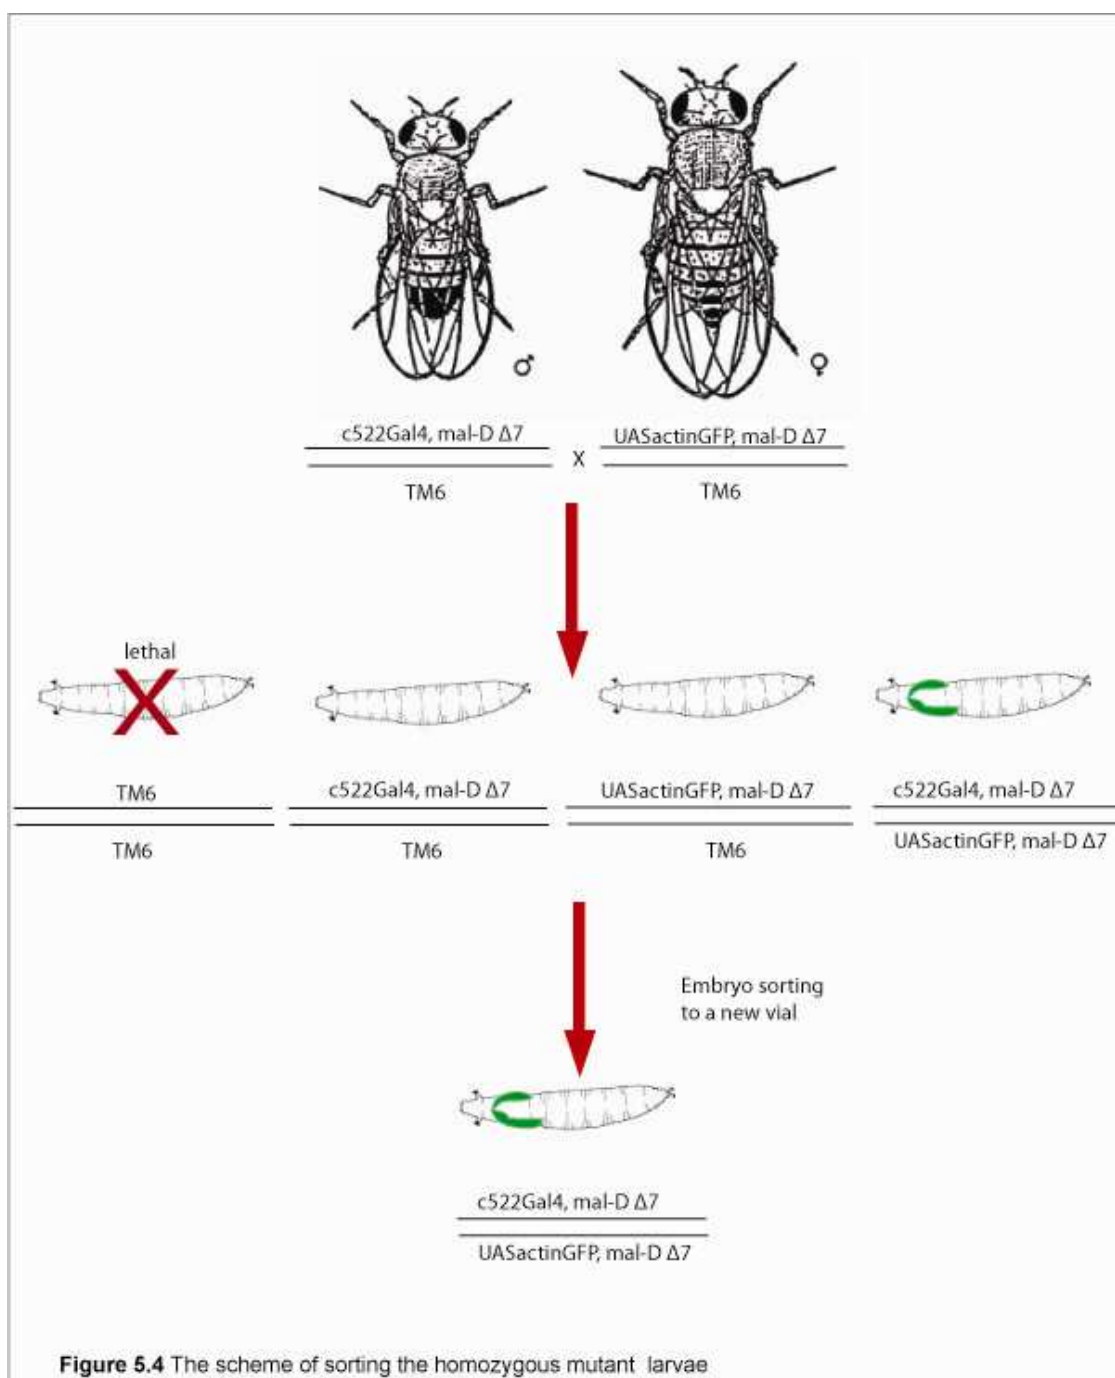 ♂
♀
c522Gal4, mal-D Δ7
UASactinGFP, mal-D Δ7
X
TM6
TM6
lethal
TM6
c522Gal4, mal-D Δ7
UASactinGFP, mal-D Δ7
c522Gal4, mal-D Δ7
TM6
TM6
TM6
UASactinGFP, mal-D Δ7
Embryo sorting
to a new vial
c522Gal4, mal-D Δ7
UASactinGFP, mal-D Δ7
Figure 5.4 The scheme of sorting the homozygous mutant larvae